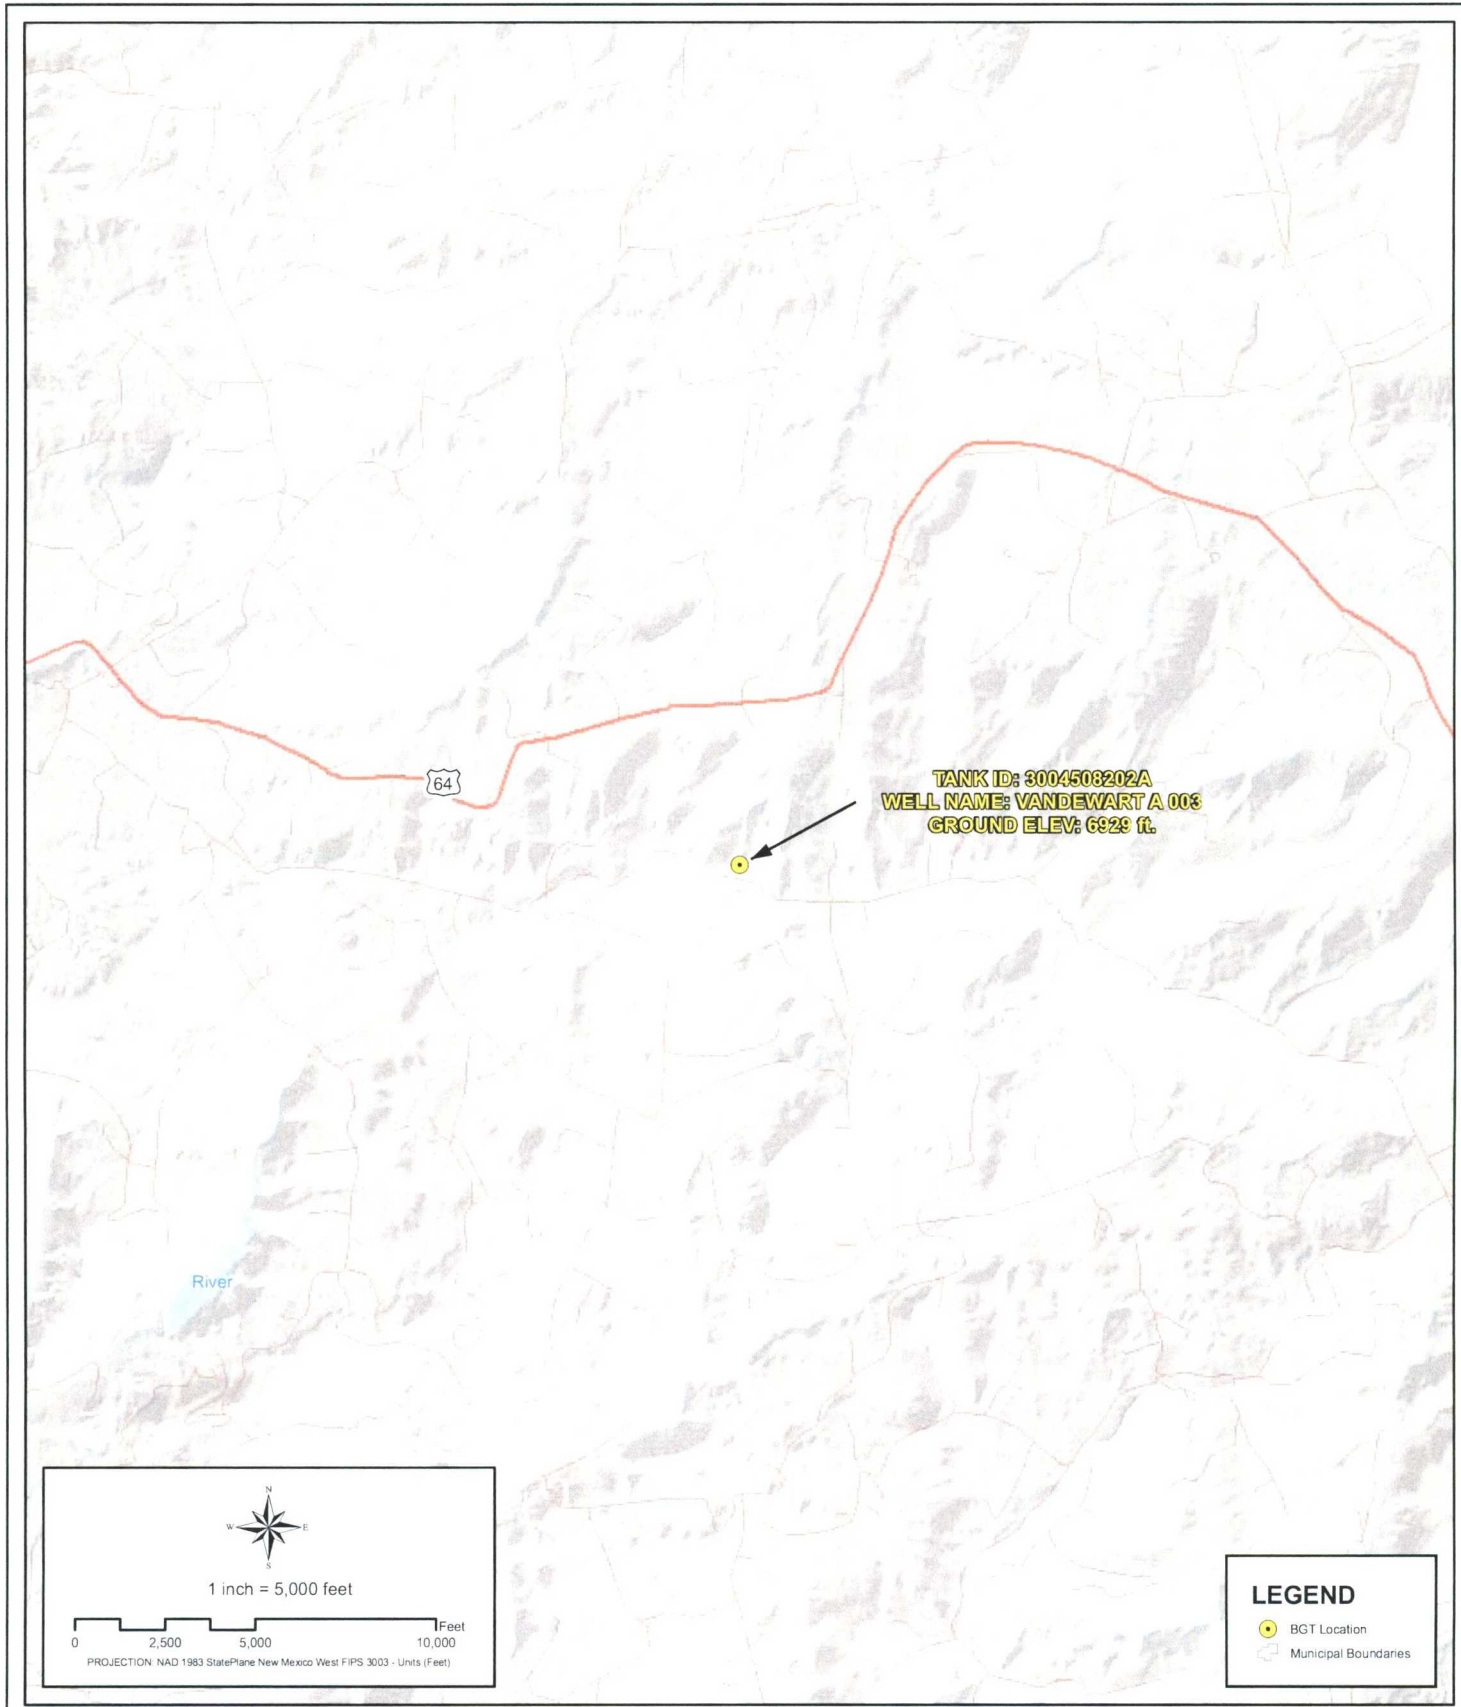 64
TANK ID: 3004508202A
WELL NAME: VANDEWART A 003
GROUND ELEV: 6929 ft.
River
N
W E
S
1 inch = 5,000 feet
Feet
0 2,500 5,000 10,000
PROJECTION: NAD 1983 StatePlane New Mexico West FIPS 3003 - Units (Feet)
LEGEND
BGT Location
Municipal Boundaries